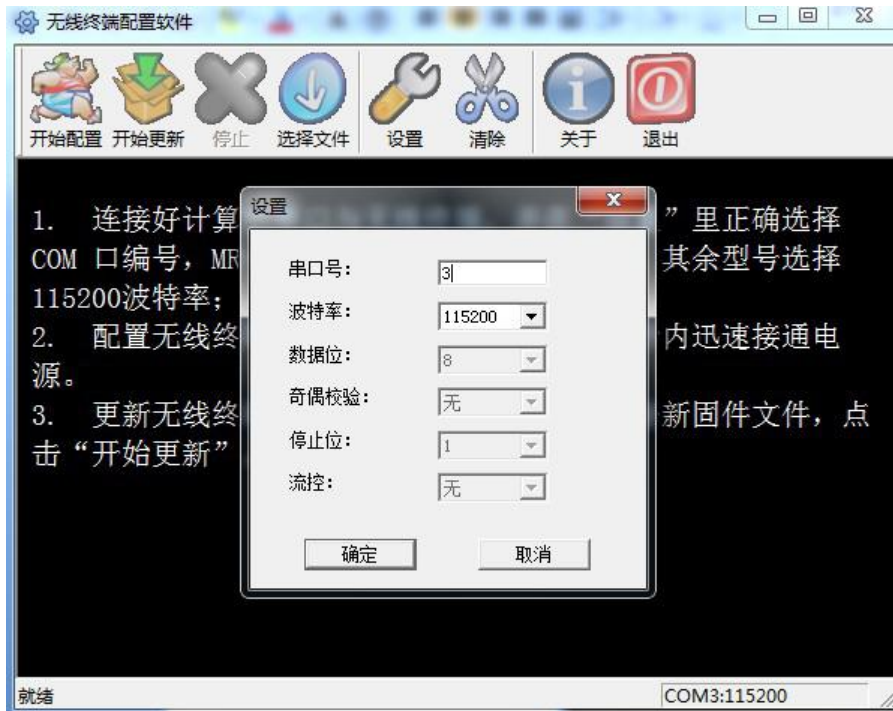 无线终端配置软件
开始配置 开始更新 停止 选择文件 设置 清除 关于 退出
1. 连接好计算 ”里正确选择
COM 口编号，MR 其余型号选择
115200波特率；
2. 配置无线终 内迅速接通电
源。
3. 更新无线终 新固件文件，点
击“开始更新”
设置
串口号： 3
波特率： 115200
数据位： 8
奇偶校验： 无
停止位： 1
流控： 无
确定 取消
就绪 COM3:115200